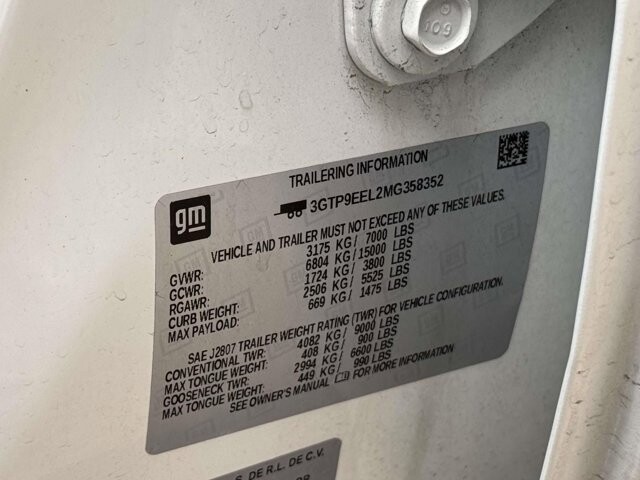 109
TRAILERING INFORMATION
gm
3GTP9EEL2MG358352
VEHICLE AND TRAILER MUST NOT EXCEED ANY OF THESE VALUES.
GVWR: 3175 KG/ 7000 LBS
GCWR: 6804 KG/15000 LBS
RGAWR: 1724 KG/ 3800 LBS
CURB WEIGHT: 2506 KG/ 5525 LBS
MAX PAYLOAD: 669 KG/ 1475 LBS
SAE J2807 TRAILER WEIGHT RATING (TWR) FOR VEHICLE CONFIGURATION.
CONVENTIONAL TWR: 4082 KG/ 9000 LBS
MAX TONGUE WEIGHT: 408 KG/ 900 LBS
GOOSENECK TWR: 2994 KG/ 6600 LBS
MAX TONGUE WEIGHT: 449 KG/ 990 LBS
SEE OWNER'S MANUAL FOR MORE INFORMATION
S. DE R.L. DE C.V.